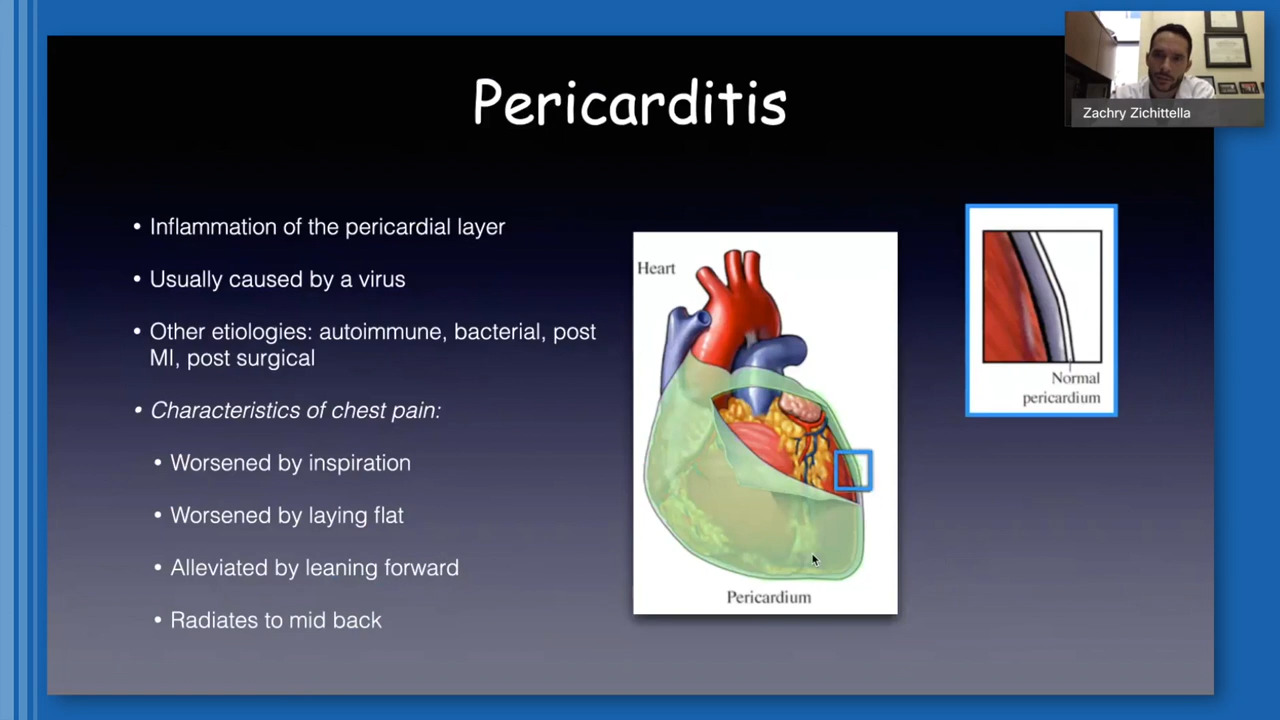 Pericarditis
Zachry Zichittella
• Inflammation of the pericardial layer
• Usually caused by a virus
• Other etiologies: autoimmune, bacterial, post
MI, post surgical
• Characteristics of chest pain:
• Worsened by inspiration
• Worsened by laying flat
• Alleviated by leaning forward
• Radiates to mid back
Heart
Pericardium
Normal
pericardium